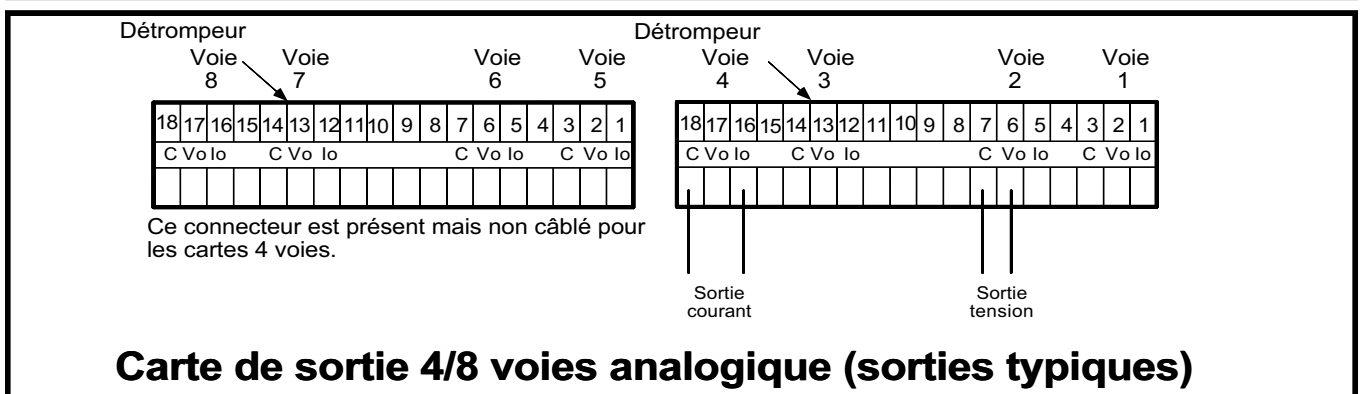 Détrompeur Détrompeur
Voie Voie Voie Voie Voie Voie Voie Voie
8 7 6 5 4 3 2 1
18 17 16 15 14 13 12 11 10 9 8 7 6 5 4 3 2 1 18 17 16 15 14 13 12 11 10 9 8 7 6 5 4 3 2 1
C Vo Io C Vo Io C Vo Io C Vo Io C Vo Io C Vo Io C Vo Io C Vo Io
Ce connecteur est présent mais non câblé pour
les cartes 4 voies.
Sortie Sortie
courant tension
Carte de sortie 4/8 voies analogique (sorties typiques)